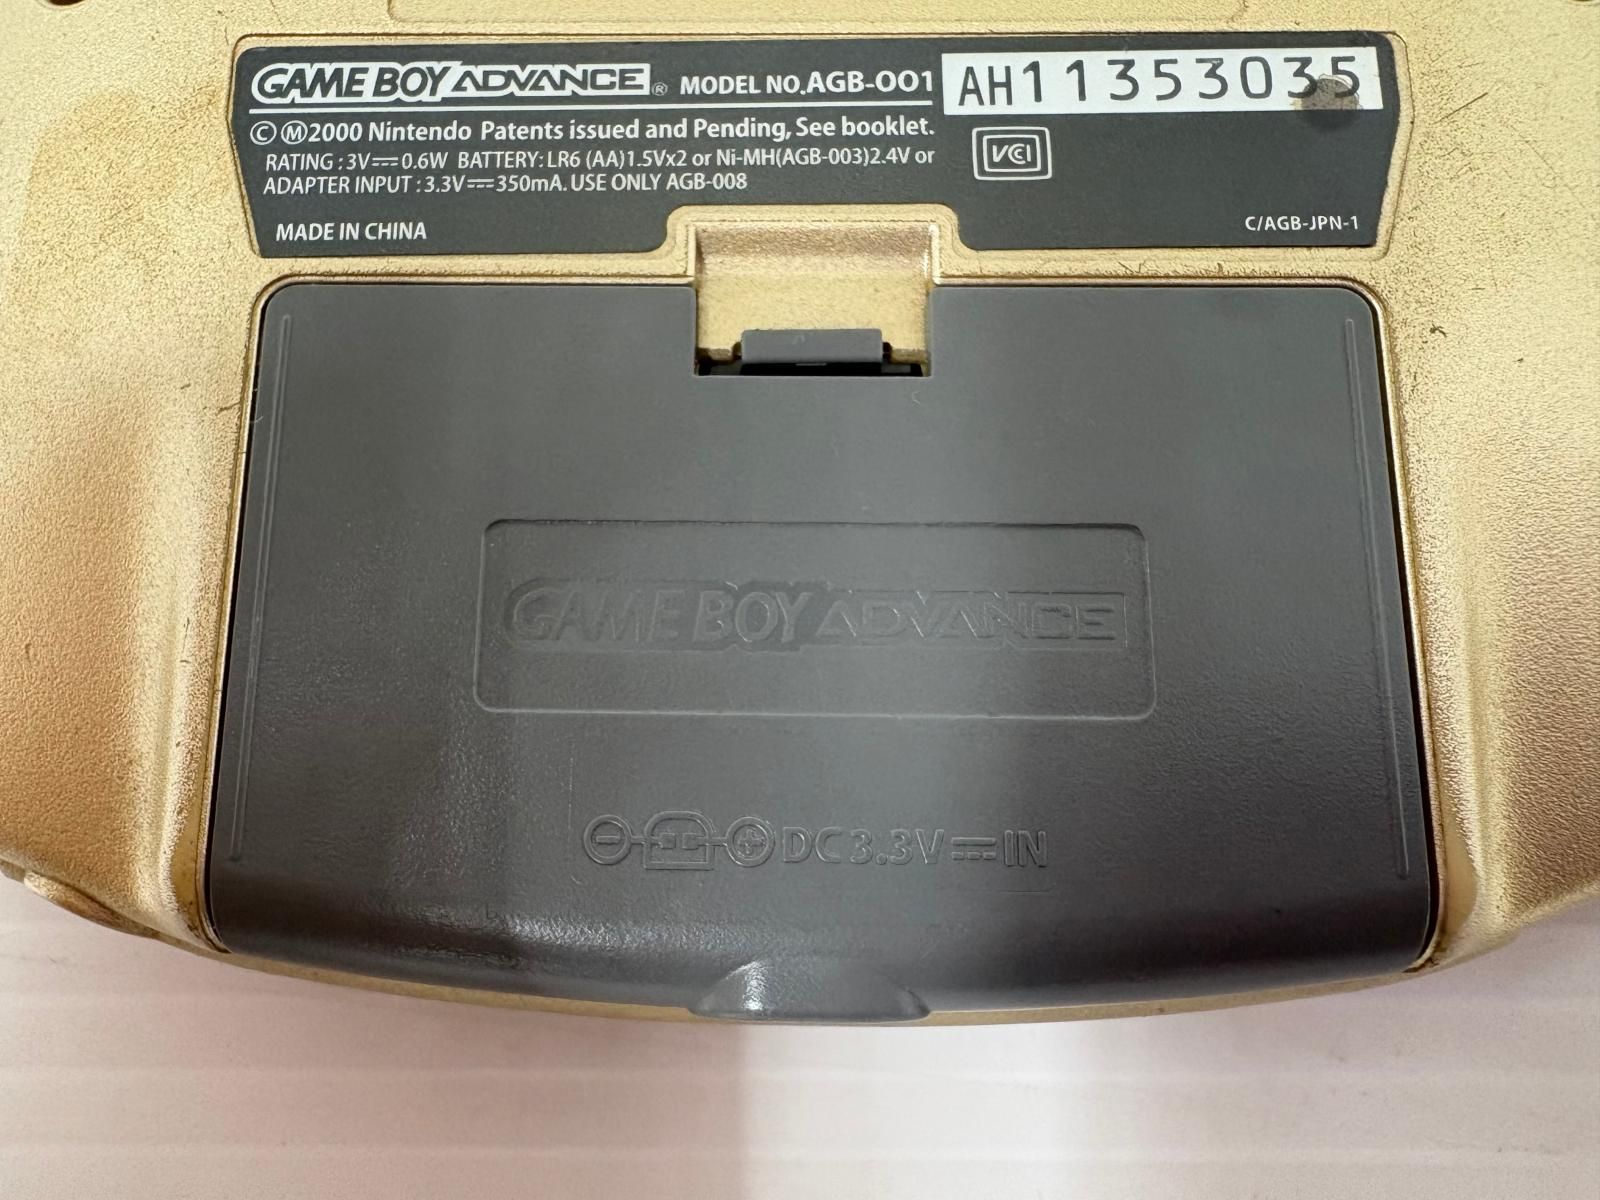 GAME BOY ADVANCE® MODEL NO.AGB-001 AH11353035
© Ⓜ2000 Nintendo Patents issued and Pending, See booklet.
VCI
RATING : 3V⎓0.6W BATTERY: LR6 (AA)1.5Vx2 or Ni-MH(AGB-003)2.4V or
ADAPTER INPUT : 3.3V⎓350mA. USE ONLY AGB-008
MADE IN CHINA C/AGB-JPN-1
GAME BOY ADVANCE
DC 3.3V⎓IN